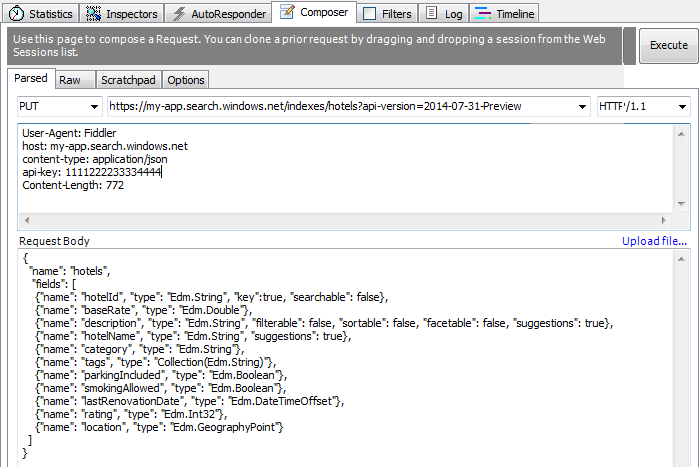 Statistics Inspectors AutoResponder Composer Filters Log Timeline
Use this page to compose a Request. You can clone a prior request by dragging and dropping a session from the Web
Sessions list.
Execute
Parsed Raw Scratchpad Options
PUT https://my-app.search.windows.net/indexes/hotels?api-version=2014-07-31-Preview HTTP/1.1
User-Agent: Fiddler
host: my-app.search.windows.net
content-type: application/json
api-key: 1111222233334444
Content-Length: 772
Request Body Upload file...
{
"name": "hotels",
"fields": [
{"name": "hotelId", "type": "Edm.String", "key":true, "searchable": false},
{"name": "baseRate", "type": "Edm.Double"},
{"name": "description", "type": "Edm.String", "filterable": false, "sortable": false, "facetable": false, "suggestions": true},
{"name": "hotelName", "type": "Edm.String", "suggestions": true},
{"name": "category", "type": "Edm.String"},
{"name": "tags", "type": "Collection(Edm.String)"},
{"name": "parkingIncluded", "type": "Edm.Boolean"},
{"name": "smokingAllowed", "type": "Edm.Boolean"},
{"name": "lastRenovationDate", "type": "Edm.DateTimeOffset"},
{"name": "rating", "type": "Edm.Int32"},
{"name": "location", "type": "Edm.GeographyPoint"}
]
}